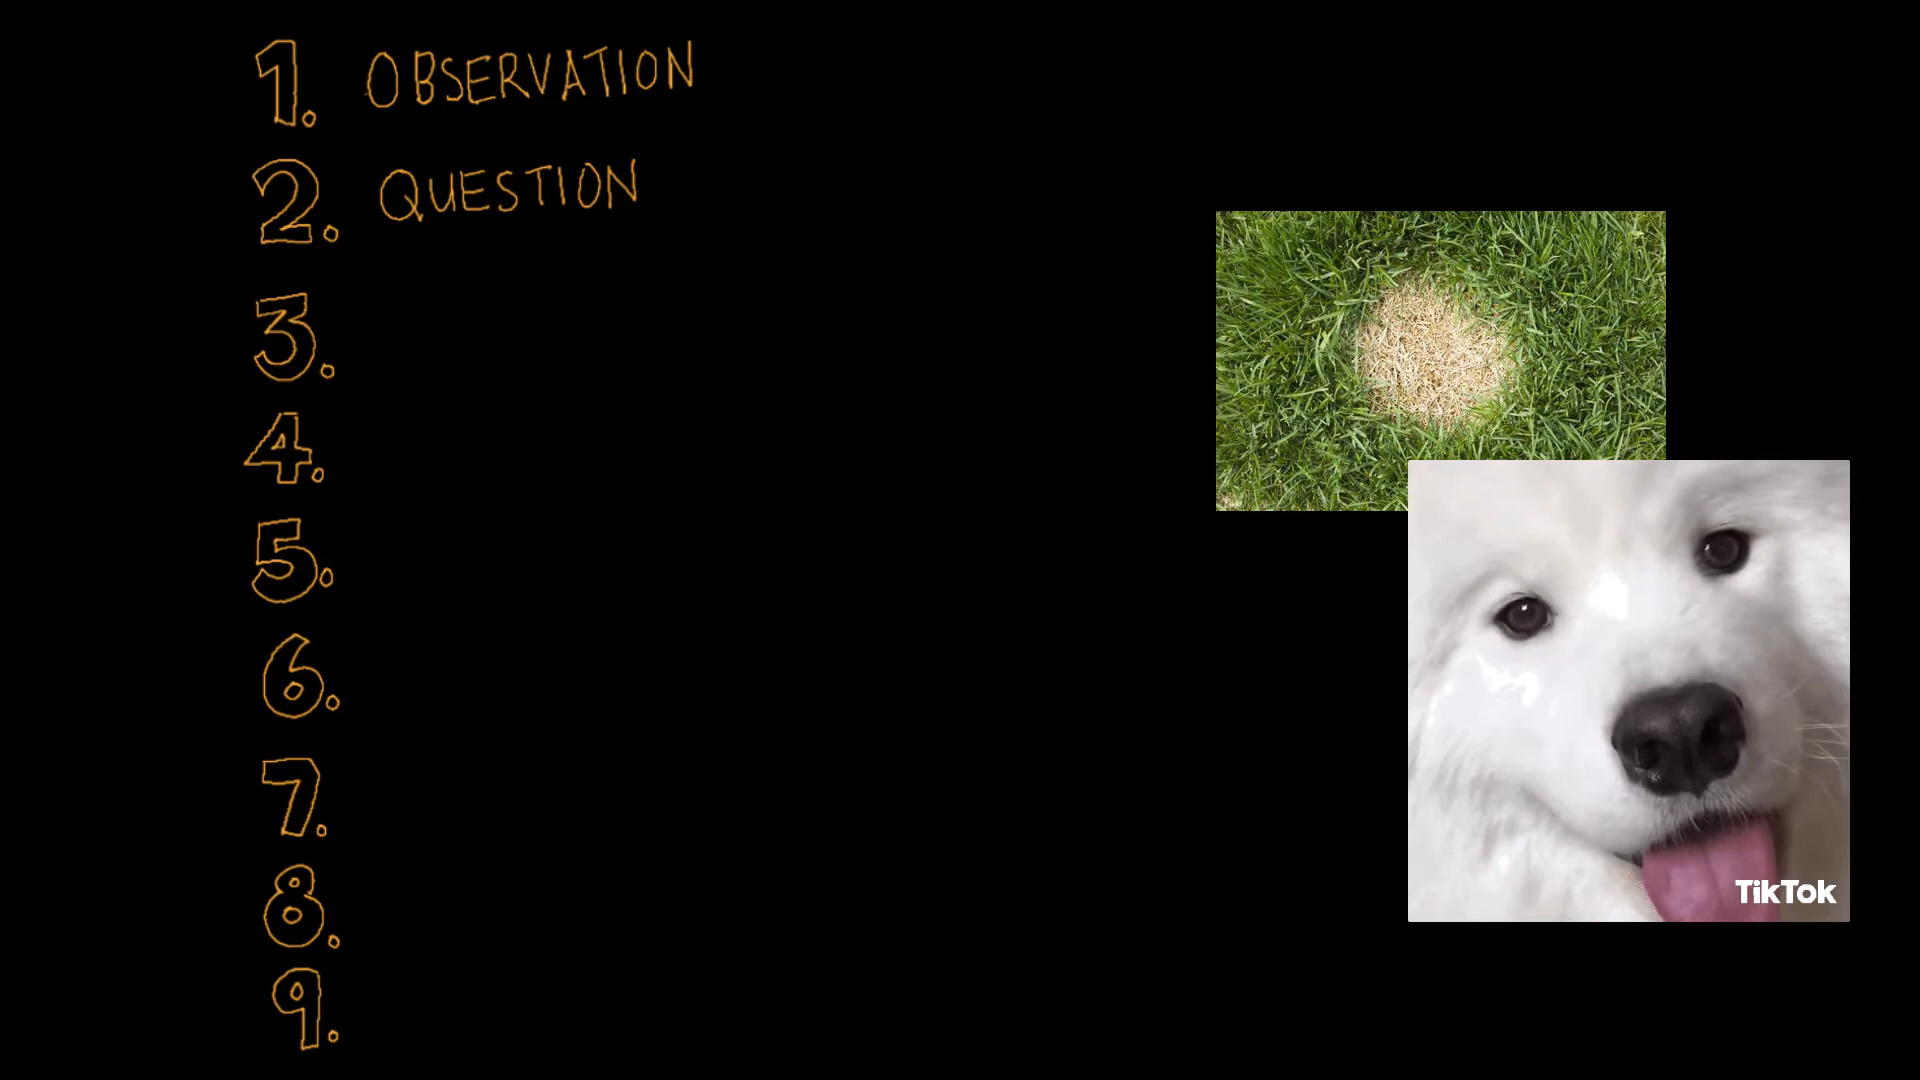 1. OBSERVATION
2. QUESTION
3.
4.
5.
6.
7.
8.
9.
TikTok